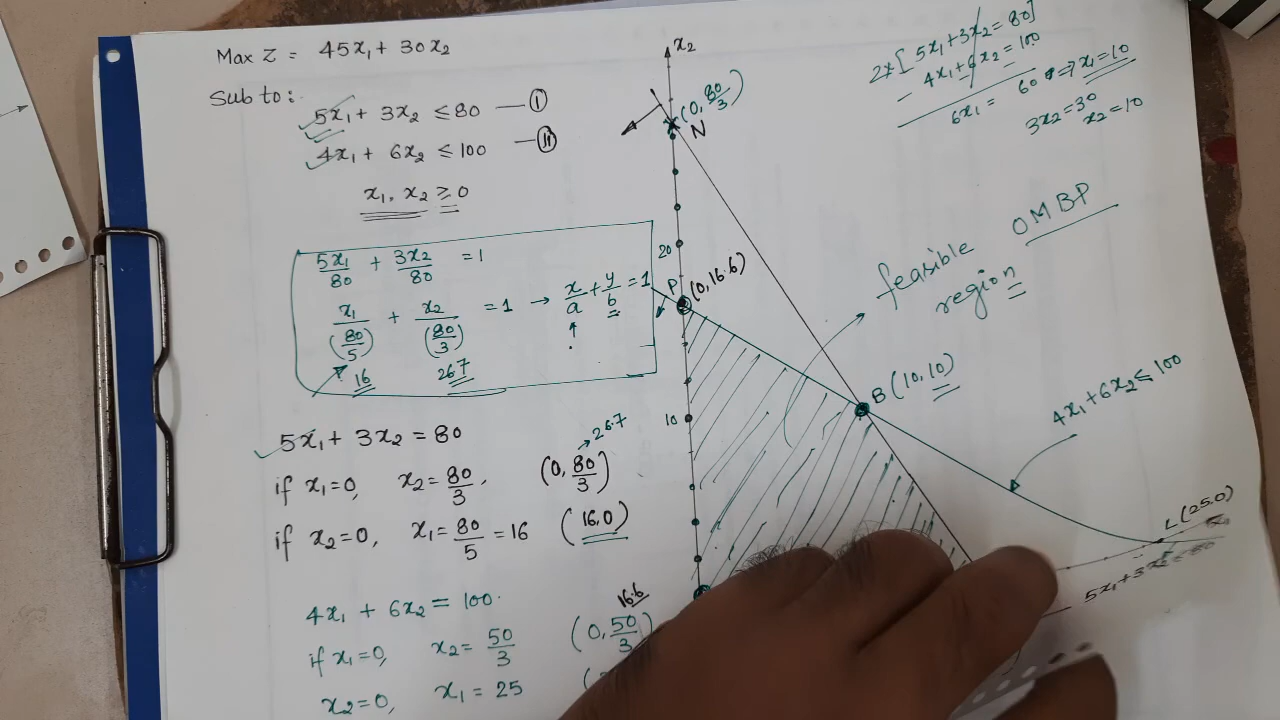 Max Z = 45x₁ + 30x₂
Sub to:
5x₁ + 3x₂ ≤ 80 — Ⓘ
4x₁ + 6x₂ ≤ 100 — Ⓘⓘ
x₁, x₂ ≥ 0
5x₁/80 + 3x₂/80 = 1
x₁/(80/5) + x₂/(80/3) = 1 → x/a + y/b = 1
16 26.7
5x₁ + 3x₂ = 80
if x₁=0, x₂ = 80/3, (0, 80/3) → 26.7
if x₂=0, x₁ = 80/5 = 16 (16,0)
4x₁ + 6x₂ = 100.
if x₁=0, x₂ = 50/3 (0, 50/3) 16.6
x₂=0, x₁ = 25
x₂
(0, 80/3)
N
20
P (0,16.6)
10
B (10,10)
feasible
region
OMBP
4x₁+6x₂ ≤ 100
L (25.0)
5x₁+3x₂ ≤ 80
2*[5x₁+3x₂=80]
- 4x₁+6x₂=100
6x₁ = 60 ⇒ x₁=10
3x₂=30
x₂=10